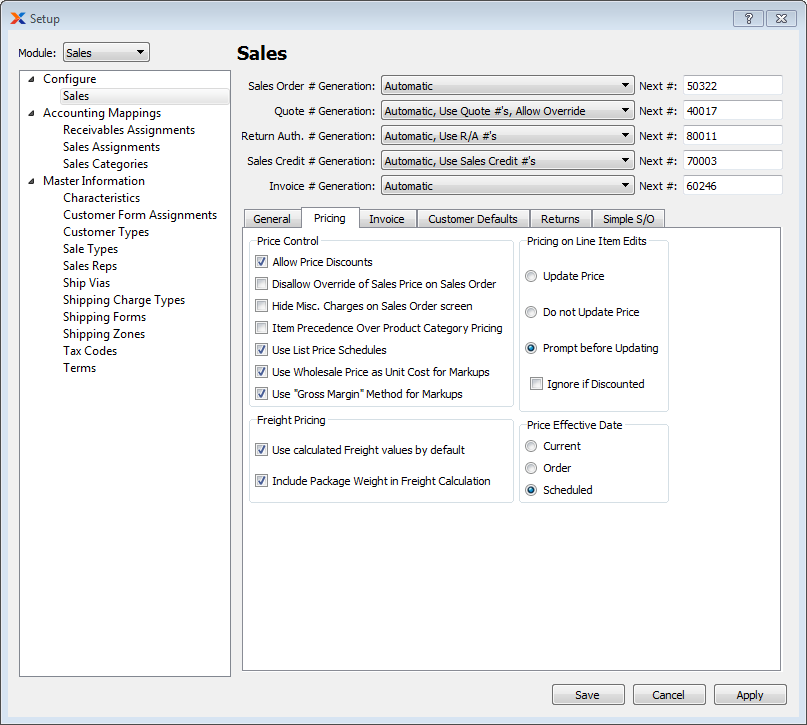 Setup
Module: Sales
Configure
Sales
Accounting Mappings
Receivables Assignments
Sales Assignments
Sales Categories
Master Information
Characteristics
Customer Form Assignments
Customer Types
Sale Types
Sales Reps
Ship Vias
Shipping Charge Types
Shipping Forms
Shipping Zones
Tax Codes
Terms
Sales
Sales Order # Generation: Automatic Next #: 50322
Quote # Generation: Automatic, Use Quote #'s, Allow Override Next #: 40017
Return Auth. # Generation: Automatic, Use R/A #'s Next #: 80011
Sales Credit # Generation: Automatic, Use Sales Credit #'s Next #: 70003
Invoice # Generation: Automatic Next #: 60246
General Pricing Invoice Customer Defaults Returns Simple S/O
Price Control
Allow Price Discounts
Disallow Override of Sales Price on Sales Order
Hide Misc. Charges on Sales Order screen
Item Precedence Over Product Category Pricing
Use List Price Schedules
Use Wholesale Price as Unit Cost for Markups
Use "Gross Margin" Method for Markups
Freight Pricing
Use calculated Freight values by default
Include Package Weight in Freight Calculation
Pricing on Line Item Edits
Update Price
Do not Update Price
Prompt before Updating
Ignore if Discounted
Price Effective Date
Current
Order
Scheduled
Save Cancel Apply